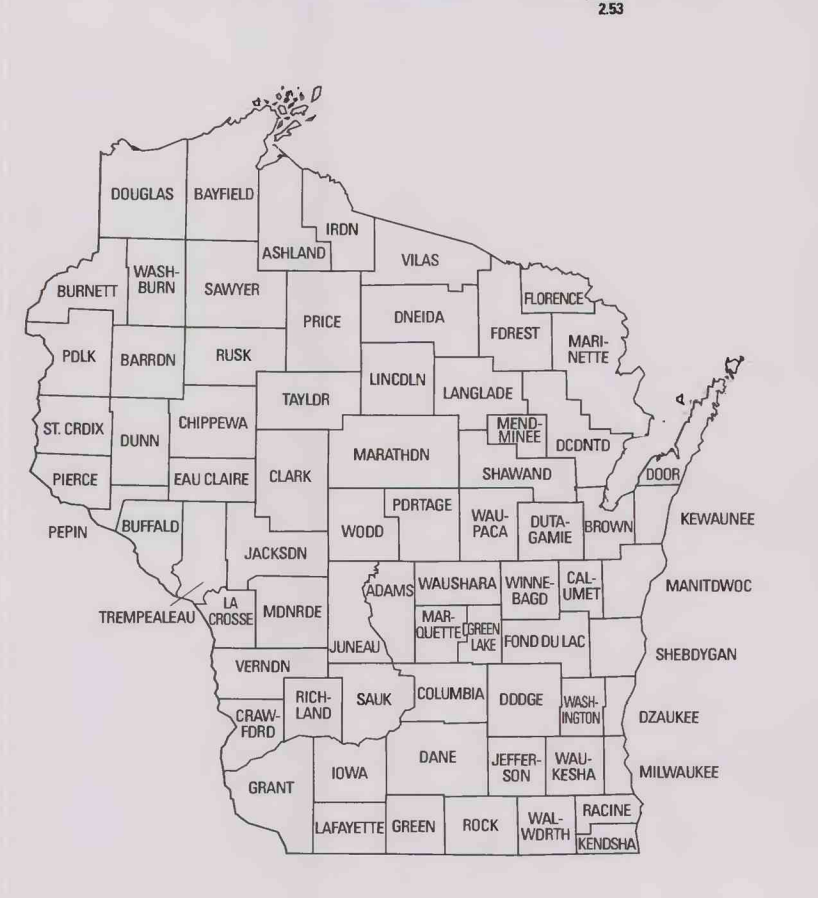 2.53
DOUGLAS
BAYFIELD
IRDN
ASHLAND
VILAS
WASH-
BURN
BURNETT
SAWYER
FLORENCE
PRICE
DNEIDA
FDREST
MARI-
NETTE
PDLK
BARRDN
RUSK
LINCDLN
LANGLADE
TAYLDR
ST. CRDIX
DUNN
CHIPPEWA
MEND-
MINEE
DCDNTD
MARATHDN
PIERCE
EAU CLAIRE
CLARK
SHAWAND
DOOR
PEPIN
BUFFALD
WODD
PDRTAGE
WAU-
PACA
DUTA-
GAMIE
BROWN
KEWAUNEE
JACKSDN
TREMPEALEAU
LA
CROSSE
MDNRDE
JUNEAU
ADAMS
WAUSHARA
WINNE-
BAGD
CAL-
UMET
MANITDWOC
MAR-
QUETTE
GREEN
LAKE
FOND DU LAC
SHEBDYGAN
VERNDN
CRAW-
FDRD
RICH-
LAND
SAUK
COLUMBIA
DDDGE
WASH-
INGTON
DZAUKEE
GRANT
IOWA
DANE
JEFFER-
SON
WAU-
KESHA
MILWAUKEE
LAFAYETTE
GREEN
ROCK
WAL-
WDRTH
RACINE
KENDSHA